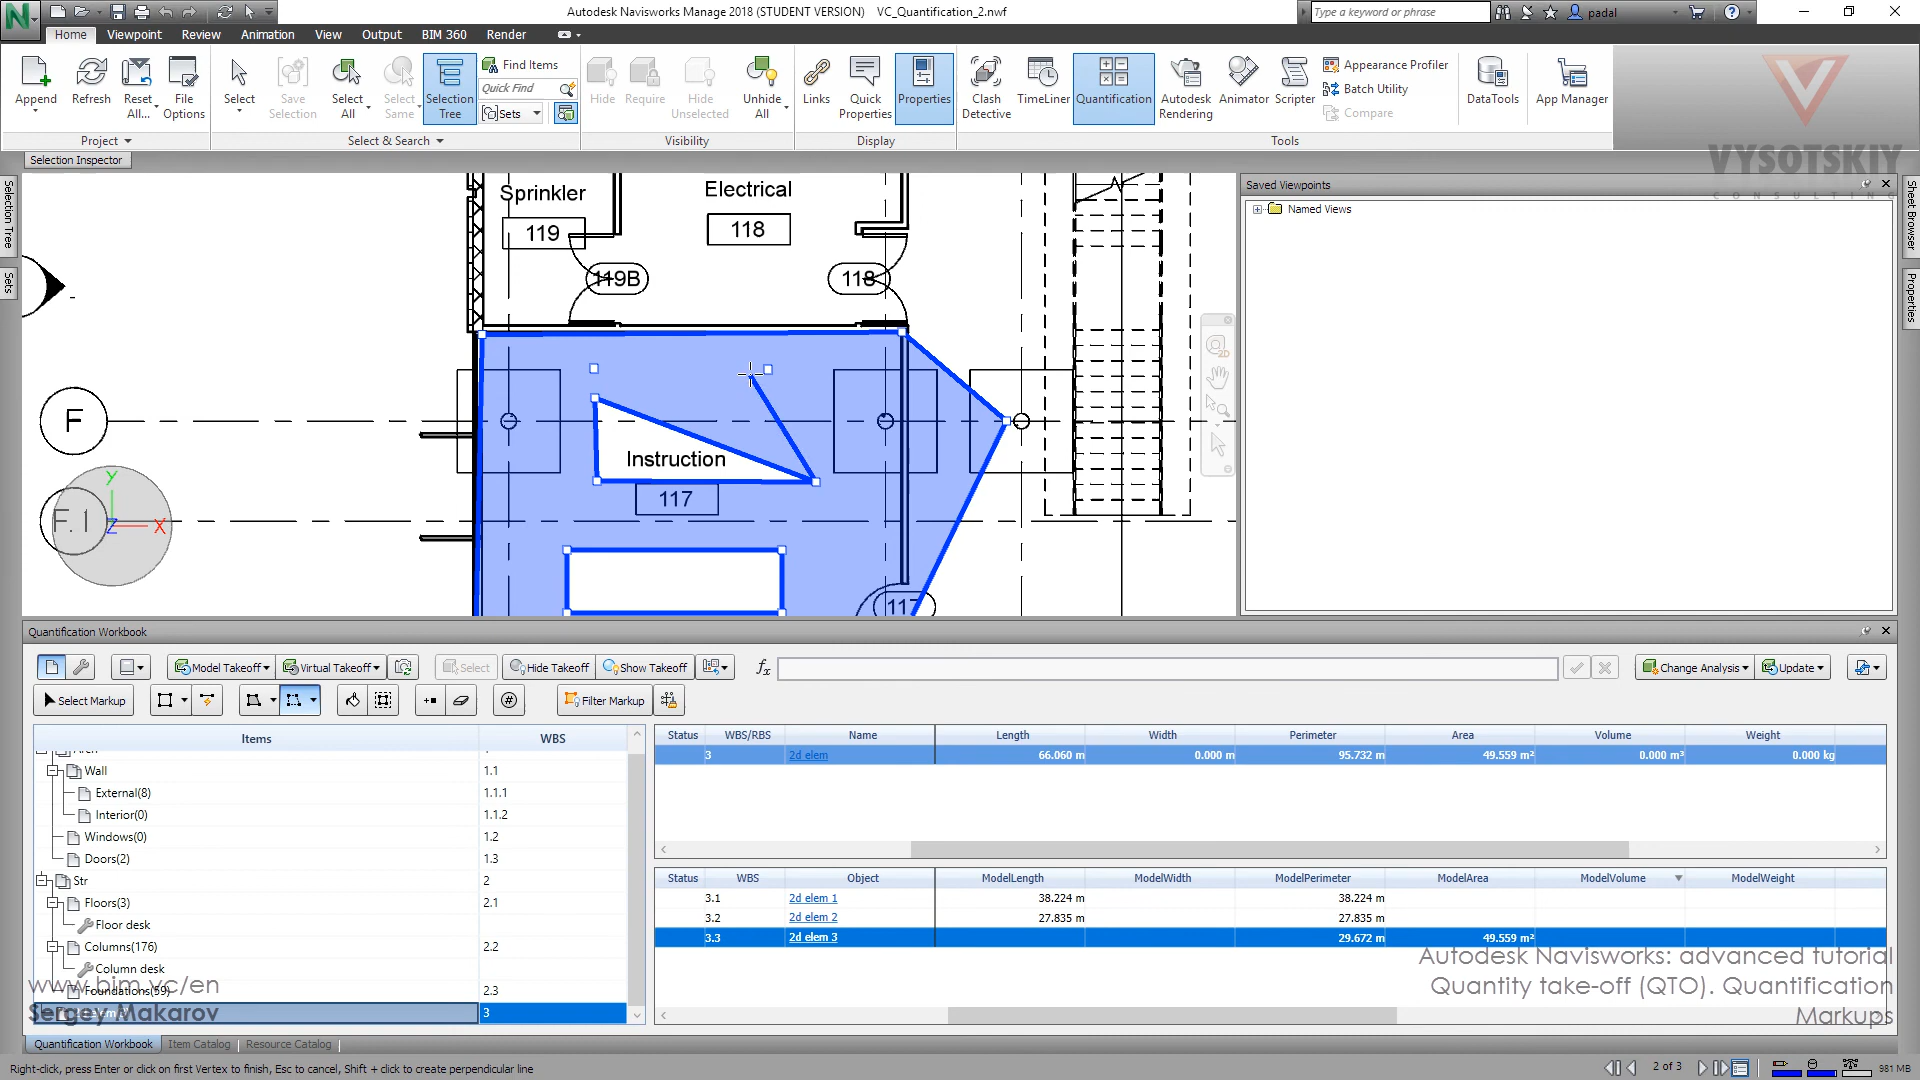 Autodesk Navisworks Manage 2018 (STUDENT VERSION) VC_Quantification_2.nwf
Type a keyword or phrase
padal
Home Viewpoint Review Animation View Output BIM 360 Render
Append
Refresh
Reset All...
File Options
Project
Select
Save Selection
Select All
Select Same
Selection Tree
Find Items
Quick Find
Sets
Select & Search
Hide
Require
Hide Unselected
Unhide All
Visibility
Links
Quick Properties
Properties
Display
Clash Detective
TimeLiner
Quantification
Autodesk Rendering
Animator
Scripter
Appearance Profiler
Batch Utility
Compare
Tools
DataTools
App Manager
VYSOTSKIY
CONSULTING
Selection Inspector
Selection Tree
Sets
Saved Viewpoints
Named Views
Sheet Browser
Properties
Sprinkler
119
Electrical
118
119B
118
F
F.1
Y
Z
X
Instruction
117
117
2D
Quantification Workbook
Model Takeoff Virtual Takeoff Select Hide Takeoff Show Takeoff fx Change Analysis Update
Select Markup Filter Markup
Items WBS
Wall 1.1
External(8) 1.1.1
Interior(0) 1.1.2
Windows(0) 1.2
Doors(2) 1.3
Str 2
Floors(3) 2.1
Floor desk
Columns(176) 2.2
Column desk
Foundations(59) 2.3
3
Status WBS/RBS Name Length Width Perimeter Area Volume Weight
3 2d elem 66.060 m 0.000 m 95.732 m 49.559 m² 0.000 m³ 0.000 kg
Status WBS Object ModelLength ModelWidth ModelPerimeter ModelArea ModelVolume ModelWeight
3.1 2d elem 1 38.224 m 38.224 m
3.2 2d elem 2 27.835 m 27.835 m
3.3 2d elem 3 29.672 m 49.559 m²
www.bim.vc/en
Sergey Makarov
Autodesk Navisworks: advanced tutorial
Quantity take-off (QTO). Quantification
Markups
Quantification Workbook Item Catalog Resource Catalog
Right-click, press Enter or click on first Vertex to finish, Esc to cancel, Shift + click to create perpendicular line
2 of 3
981 MB